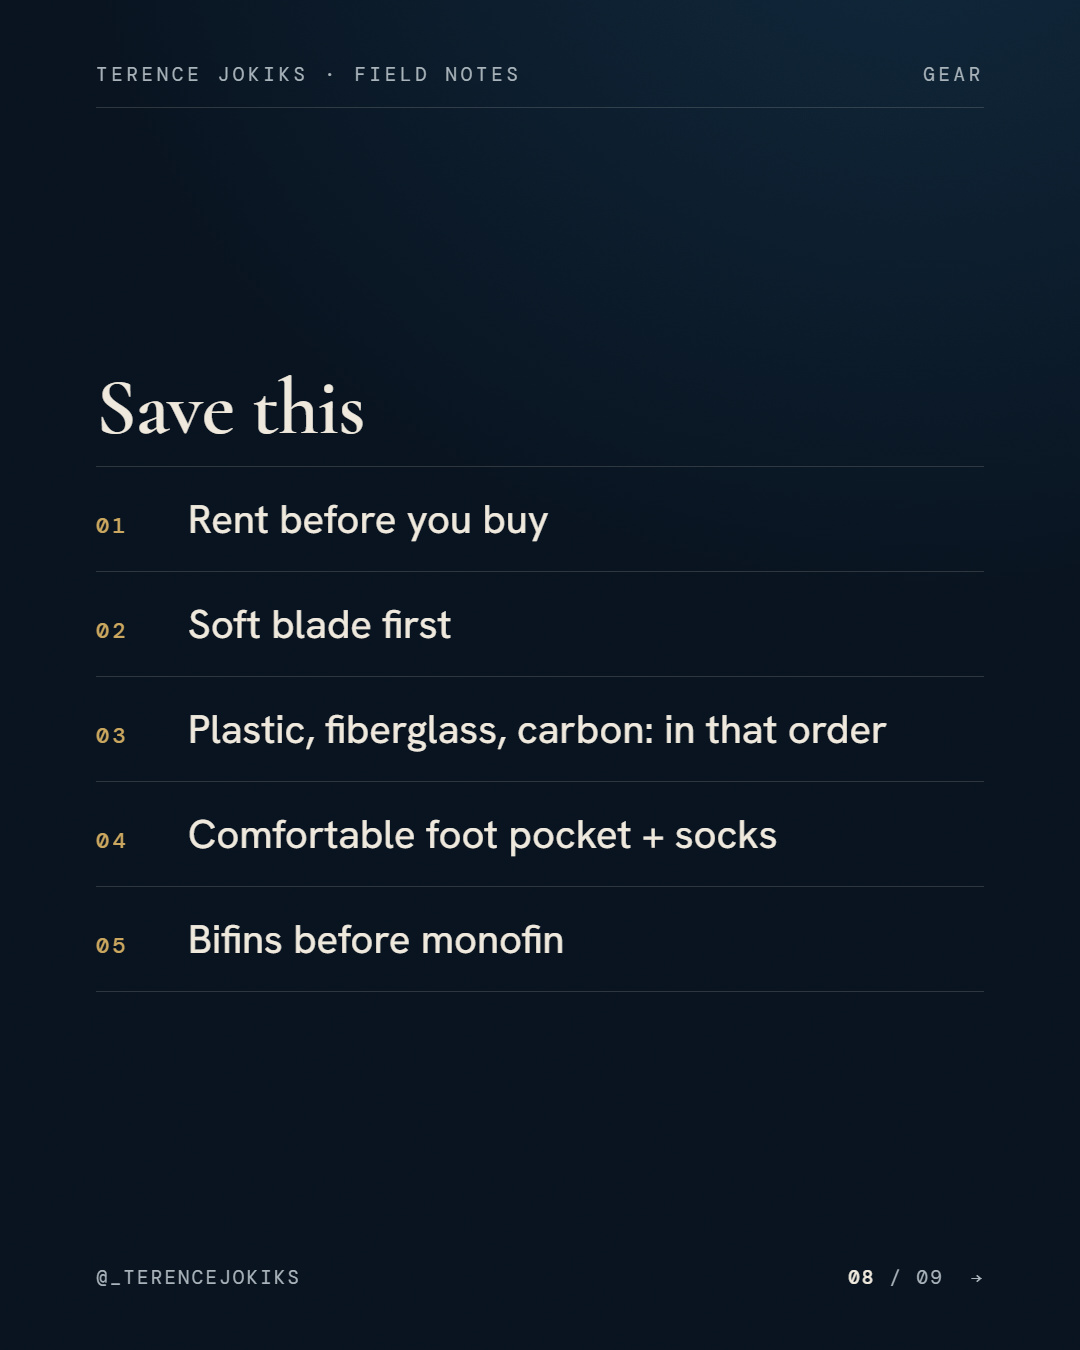 TERENCE JOKIKS · FIELD NOTES
GEAR
Save this
01 Rent before you buy
02 Soft blade first
03 Plastic, fiberglass, carbon: in that order
04 Comfortable foot pocket + socks
05 Bifins before monofin
@_TERENCEJOKIKS
08 / 09 →